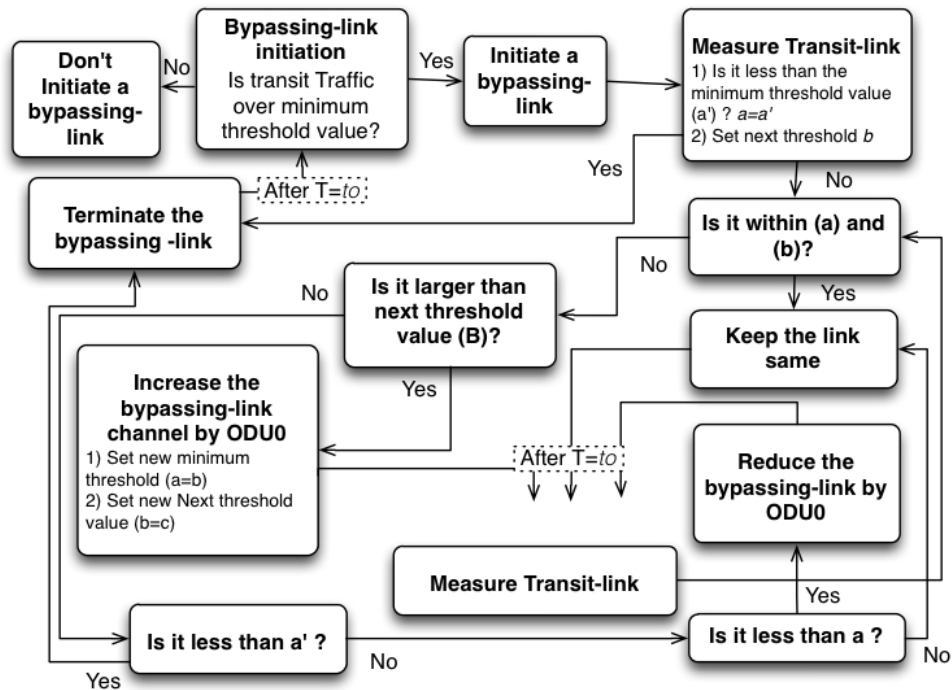 Don't
Initiate a
bypassing-
link
No
Bypassing-link
initiation
Is transit Traffic
over minimum
threshold value?
Yes
Initiate a
bypassing-
link
Measure Transit-link
1) Is it less than the
minimum threshold value
(a') ? a=a'
2) Set next threshold b
Yes
No
After T=to
Terminate the
bypassing -link
Is it within (a) and
(b)?
No
Yes
No
Is it larger than
next threshold
value (B)?
Keep the link
same
Yes
Increase the
bypassing-link
channel by ODU0
1) Set new minimum
threshold (a=b)
2) Set new Next threshold
value (b=c)
After T=to
Reduce the
bypassing-link by
ODU0
Measure Transit-link
Yes
Is it less than a' ?
No
Is it less than a ?
No
Yes